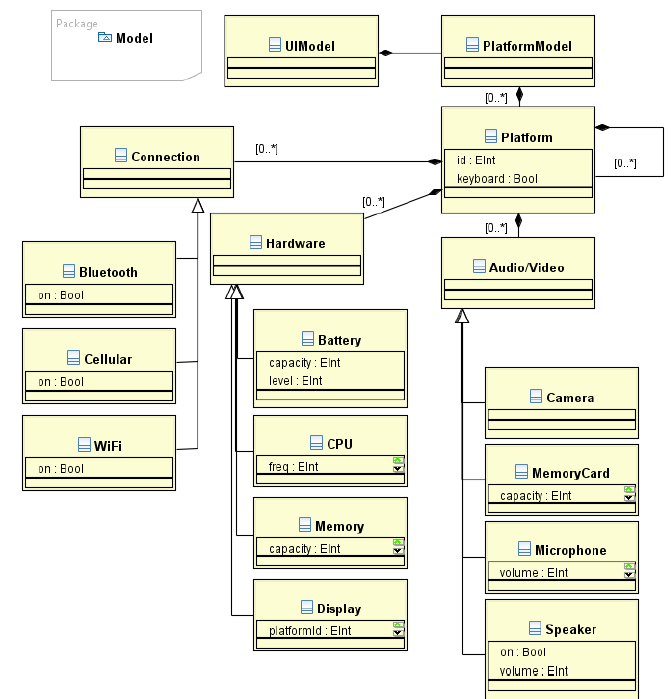 Package
Model
UIModel
PlatformModel
[0..*]
Platform
id : EInt
keyboard : Bool
[0..*]
Connection
[0..*]
[0..*]
Hardware
[0..*]
Audio/Video
Bluetooth
on : Bool
Cellular
on : Bool
WiFi
on : Bool
Battery
capacity : EInt
level : EInt
CPU
freq : EInt
Memory
capacity : EInt
Display
platformId : EInt
Camera
MemoryCard
capacity : EInt
Microphone
volume : EInt
Speaker
on : Bool
volume : EInt